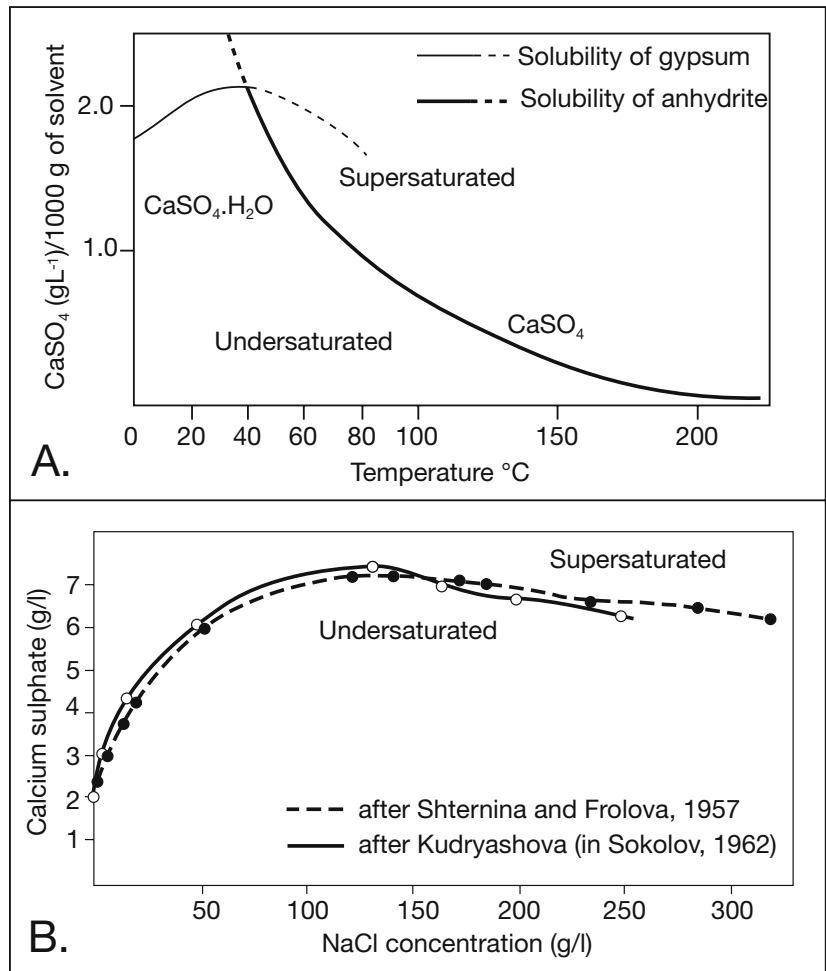 Solubility of gypsum
Solubility of anhydrite
CaSO₄ (gL⁻¹)/1000 g of solvent
2.0
1.0
Supersaturated
CaSO₄.H₂O
Undersaturated
CaSO₄
0 20 40 60 80 100 150 200
Temperature °C
A.
Supersaturated
Undersaturated
Calcium sulphate (g/l)
7
6
4
3
2
1
after Shternina and Frolova, 1957
after Kudryashova (in Sokolov, 1962)
50 100 150 200 250 300
NaCl concentration (g/l)
B.